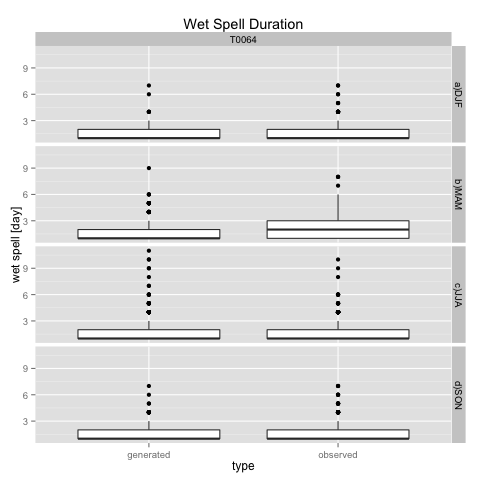 Wet Spell Duration
T0064
wet spell [day]
9
6
3
a)DJF
9
6
3
b)MAM
9
6
3
c)JJA
9
6
3
d)SON
generated observed
type